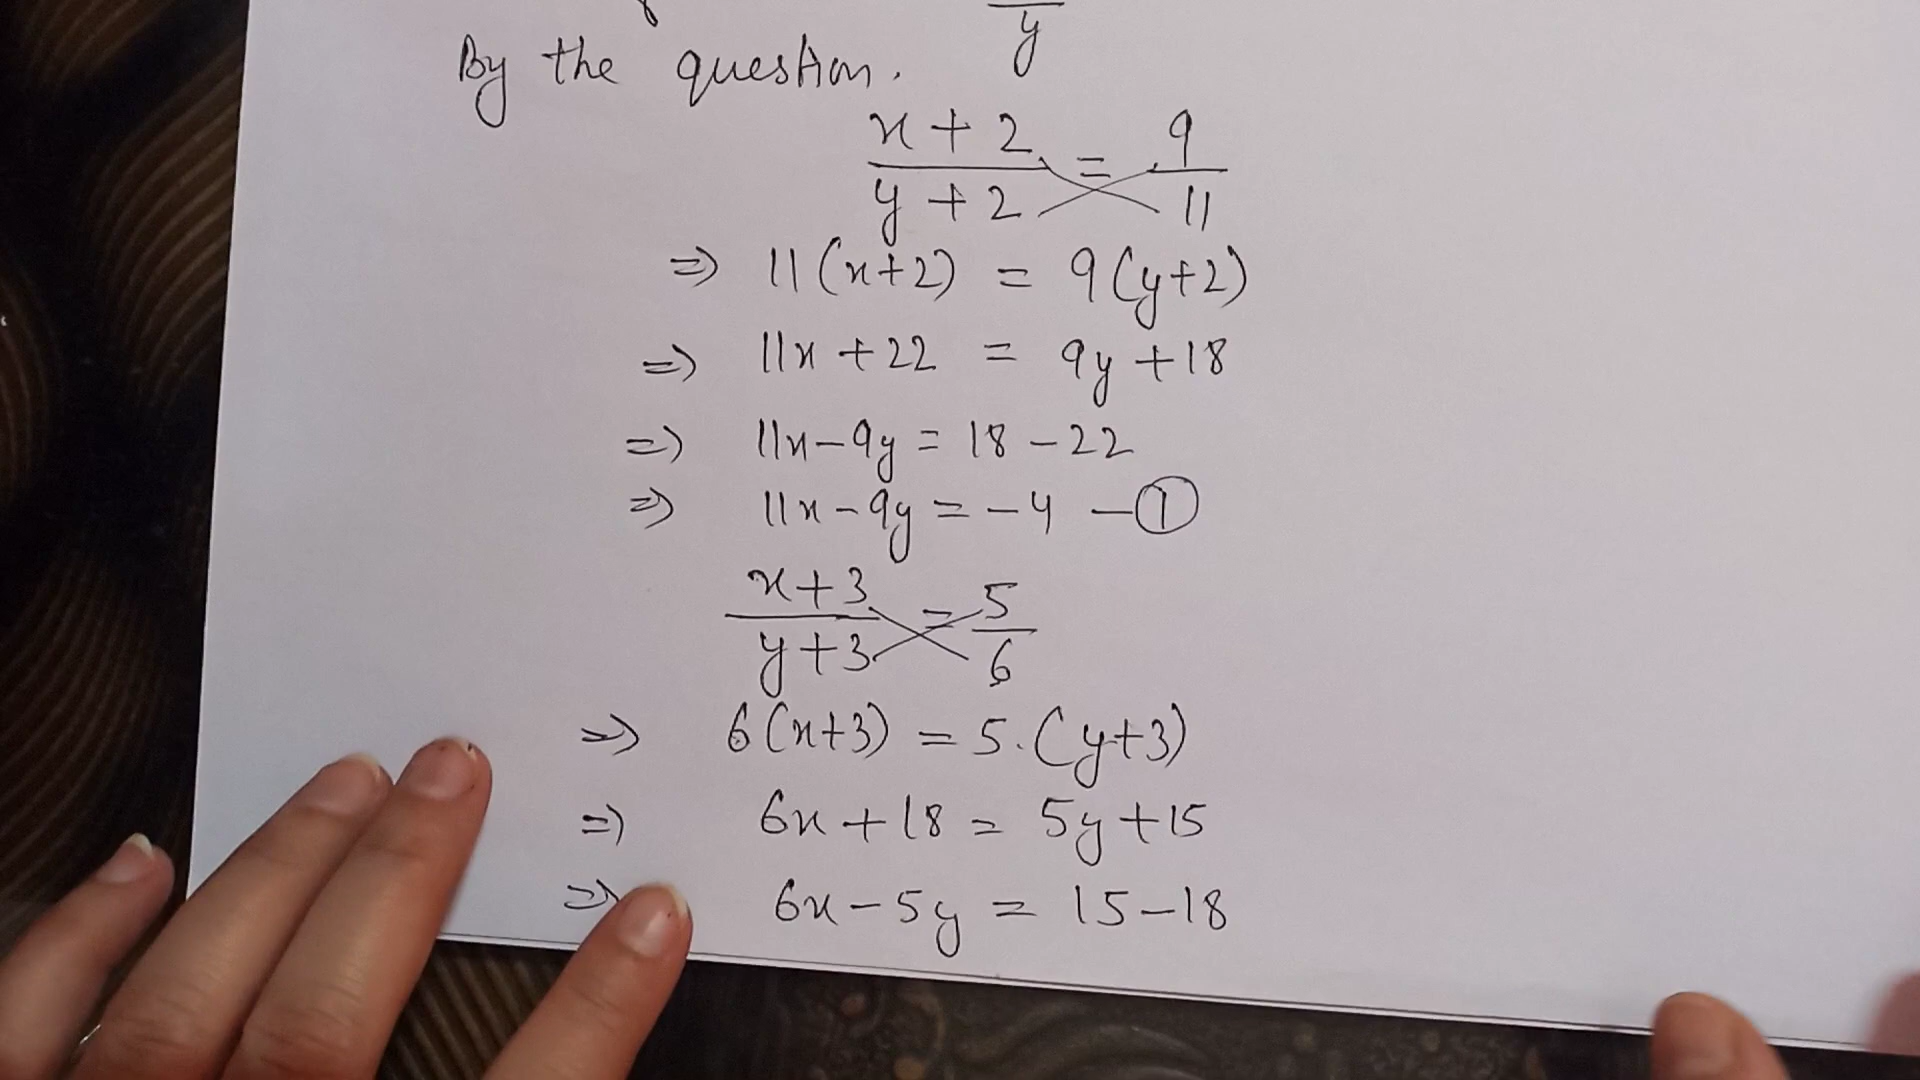 y
By the question.
x+2/y+2 = 9/11
=> 11(x+2) = 9(y+2)
=> 11x+22 = 9y+18
=> 11x-9y = 18-22
=> 11x-9y = -4 -①
x+3/y+3 = 5/6
=> 6(x+3) = 5.(y+3)
=> 6x+18 = 5y+15
=> 6x-5y = 15-18